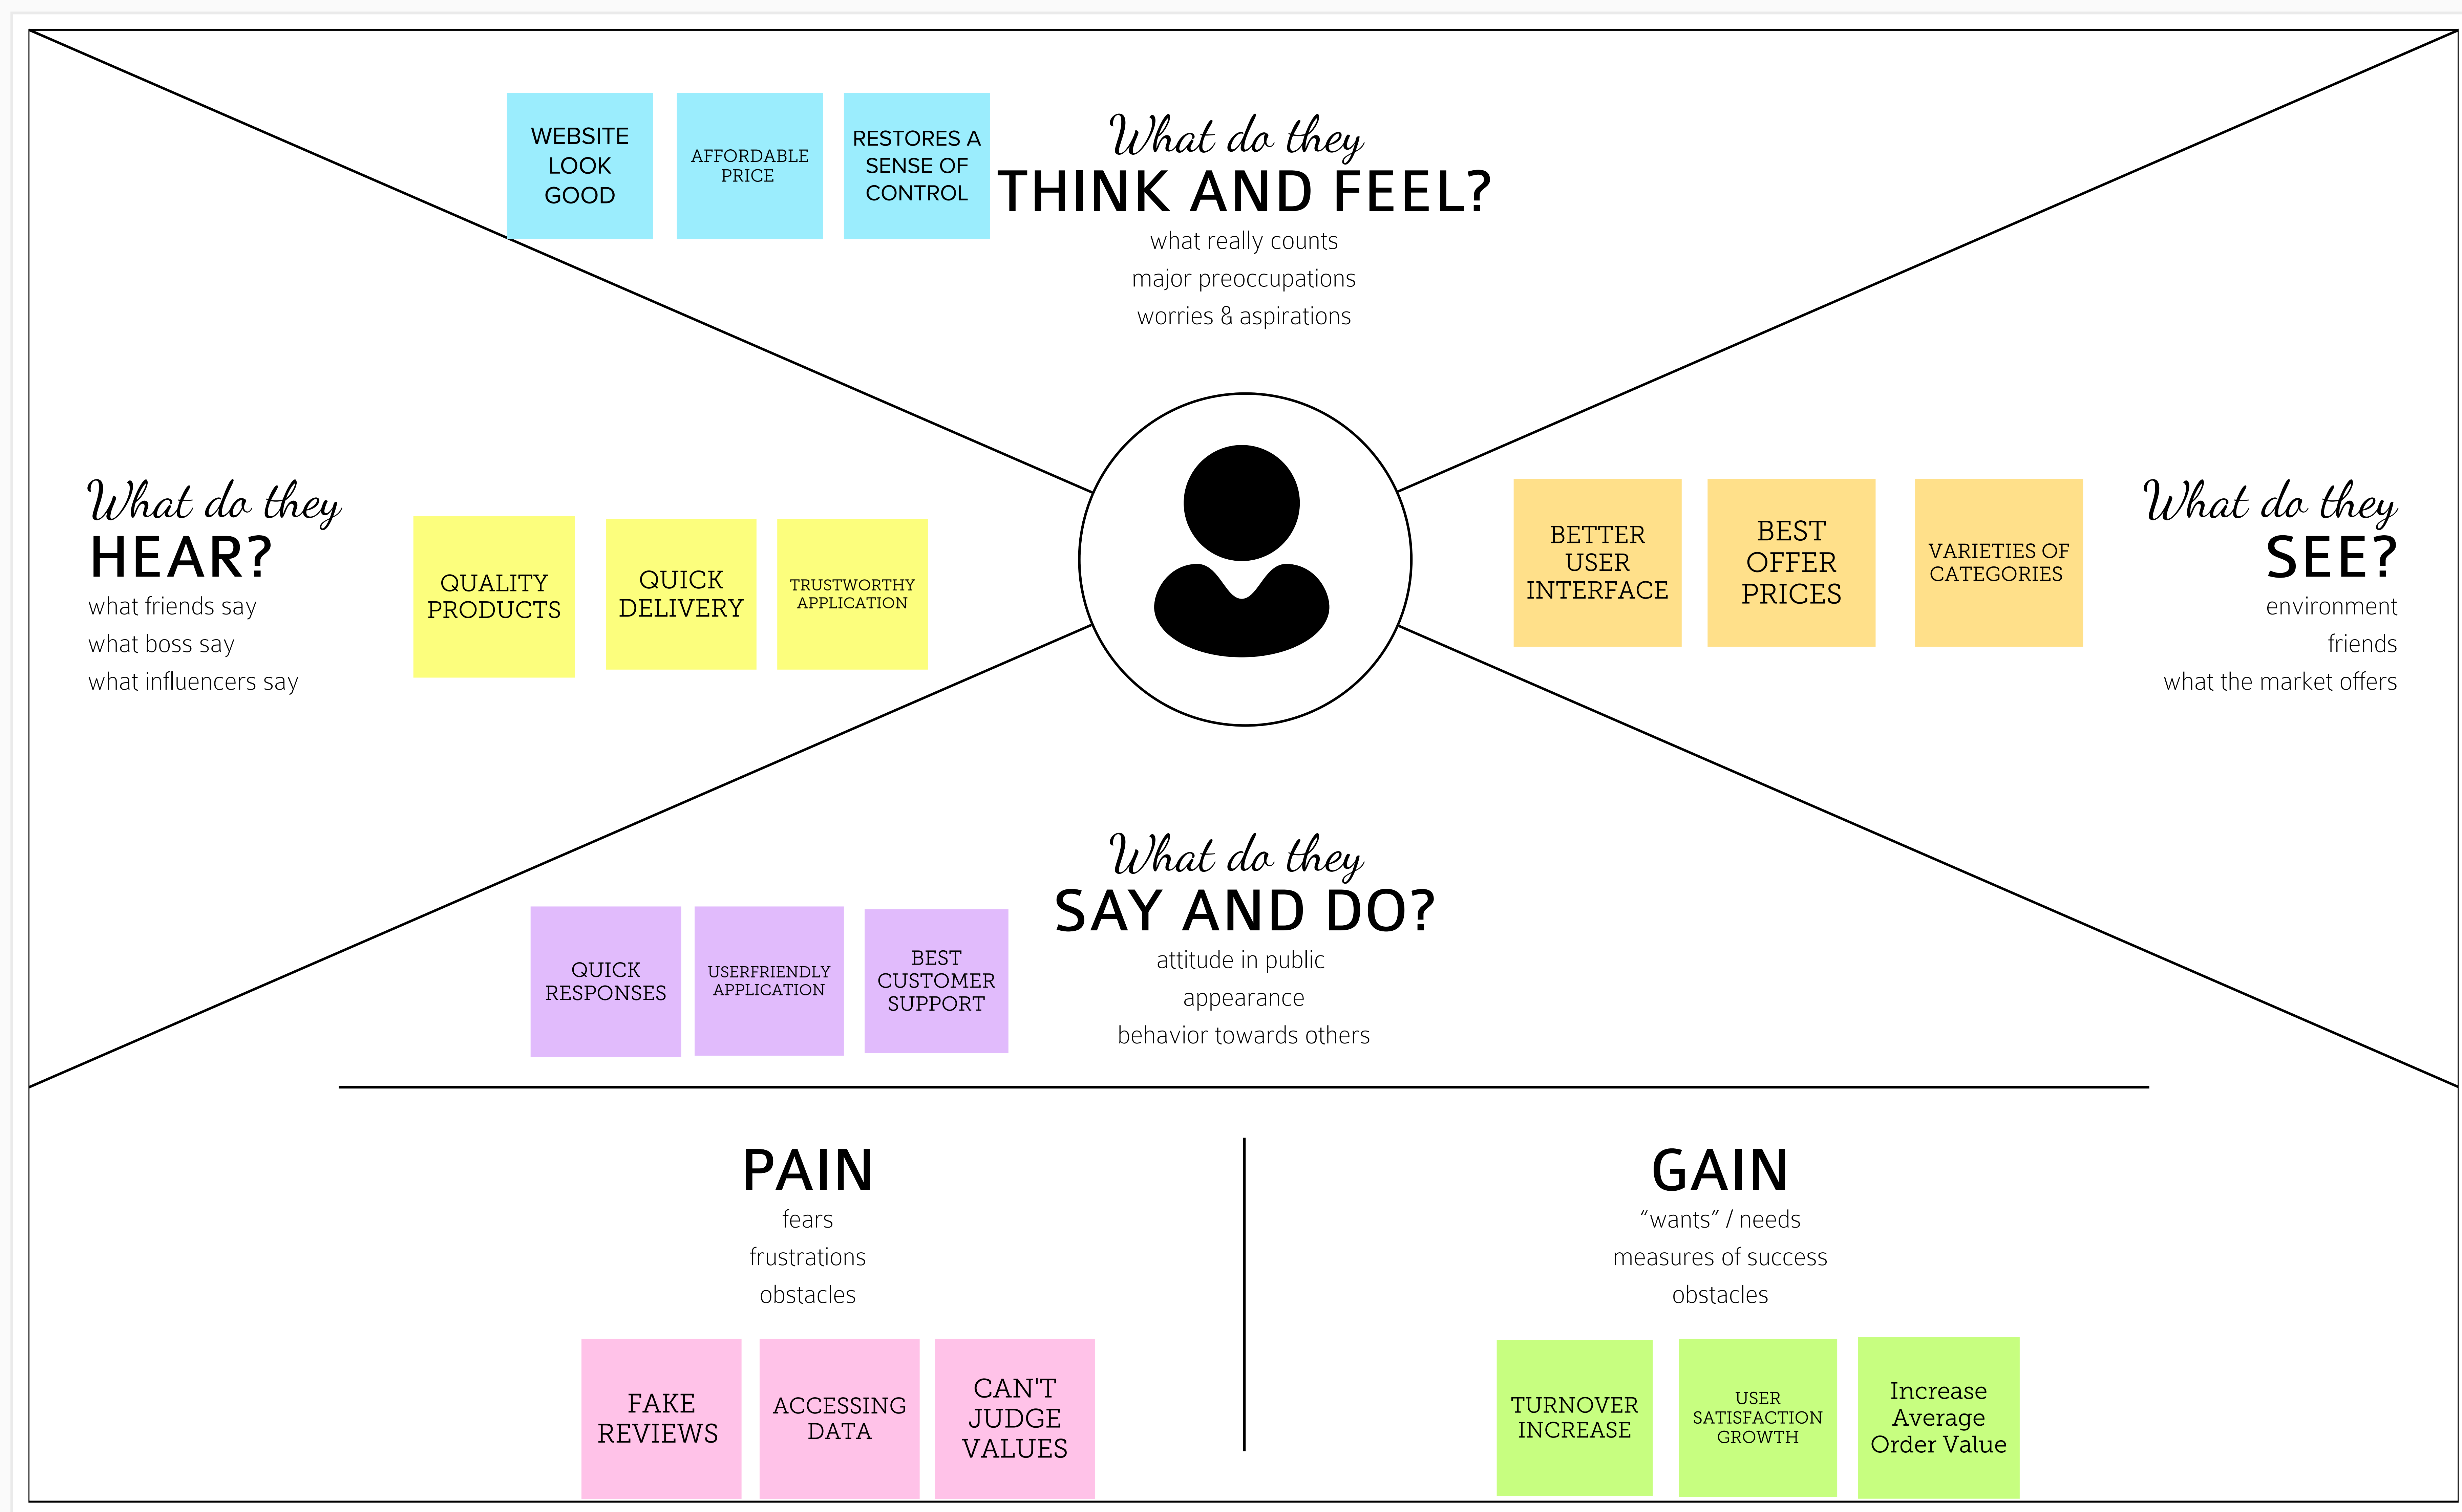 WEBSITE
LOOK
GOOD
AFFORDABLE
PRICE
RESTORES A
SENSE OF
CONTROL
What do they
THINK AND FEEL?
what really counts
major preoccupations
worries & aspirations
What do they
HEAR?
what friends say
what boss say
what influencers say
QUALITY
PRODUCTS
QUICK
DELIVERY
TRUSTWORTHY
APPLICATION
BETTER
USER
INTERFACE
BEST
OFFER
PRICES
VARIETIES OF
CATEGORIES
What do they
SEE?
environment
friends
what the market offers
What do they
SAY AND DO?
attitude in public
appearance
behavior towards others
QUICK
RESPONSES
USERFRIENDLY
APPLICATION
BEST
CUSTOMER
SUPPORT
PAIN
fears
frustrations
obstacles
FAKE
REVIEWS
ACCESSING
DATA
CAN'T
JUDGE
VALUES
GAIN
“wants” / needs
measures of success
obstacles
TURNOVER
INCREASE
USER
SATISFACTION
GROWTH
Increase
Average
Order Value